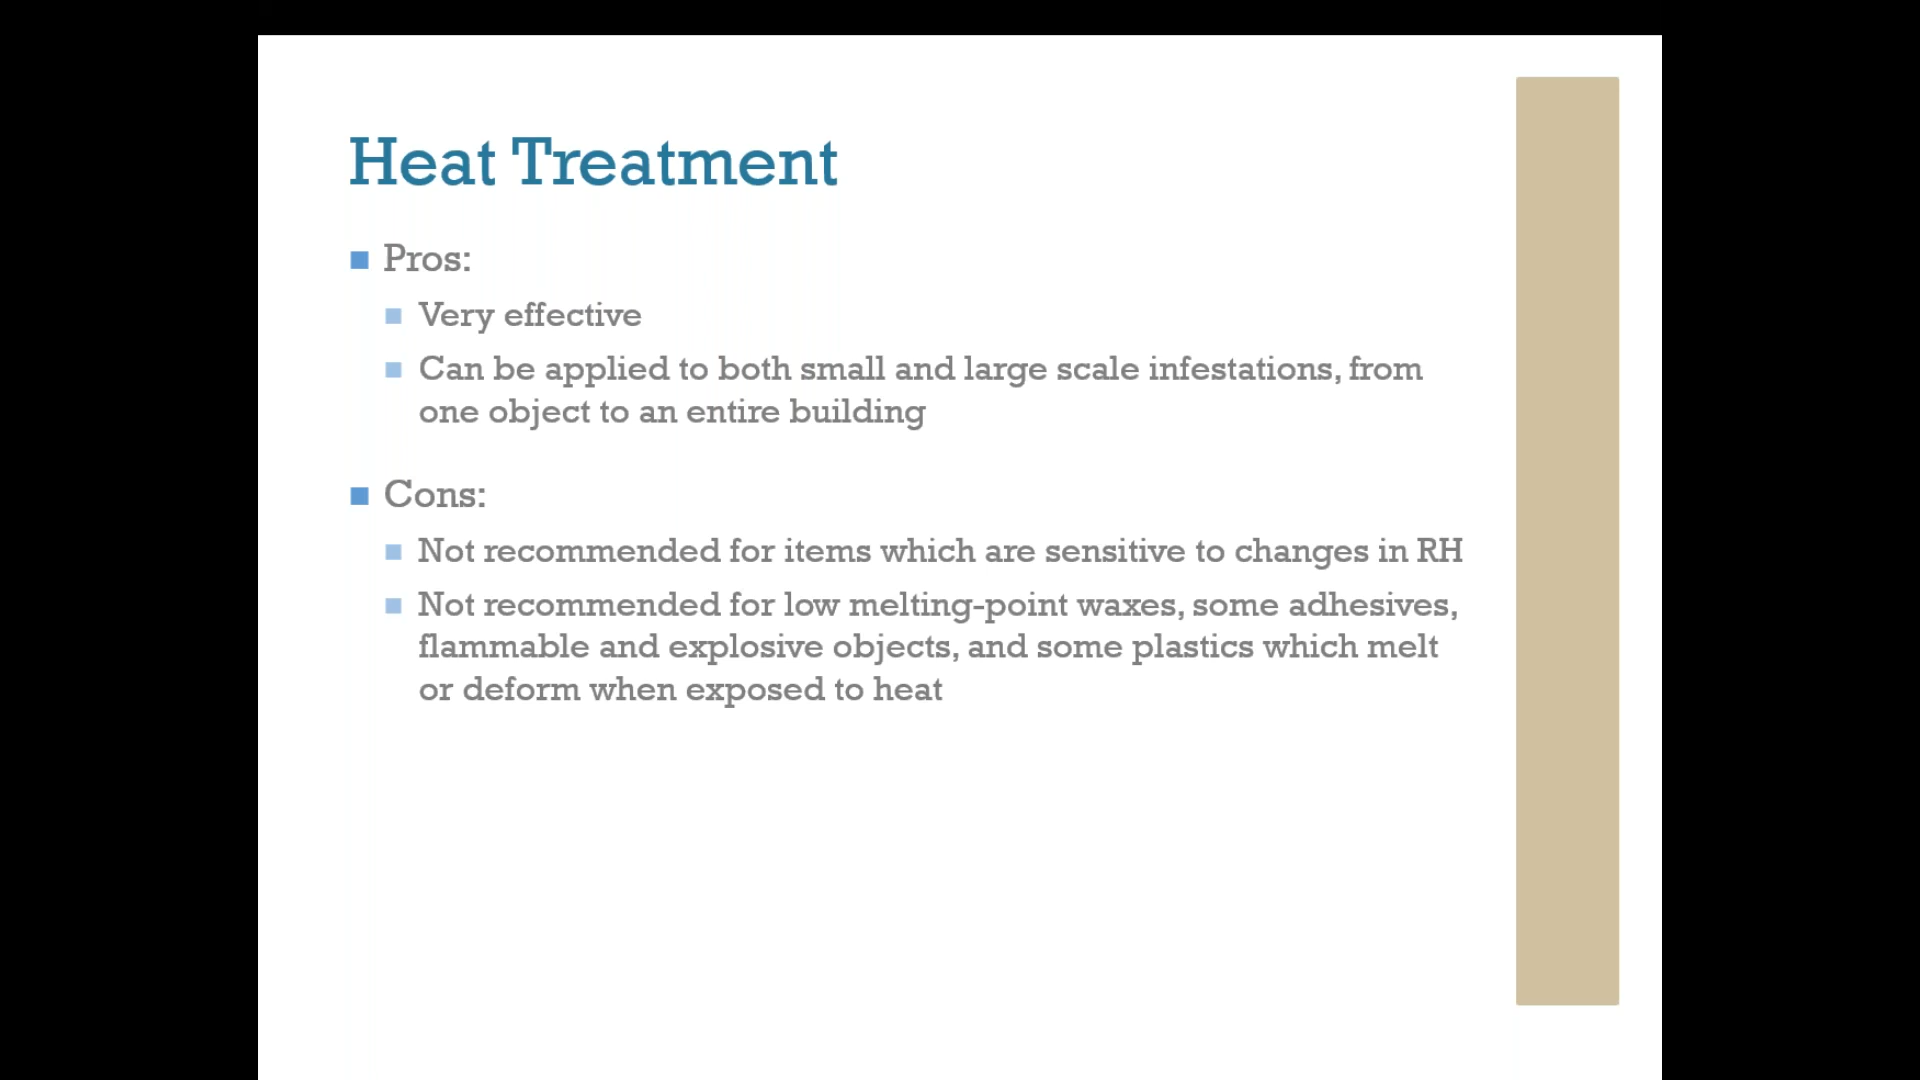 Heat Treatment
Pros:
Very effective
Can be applied to both small and large scale infestations, from
one object to an entire building
Cons:
Not recommended for items which are sensitive to changes in RH
Not recommended for low melting-point waxes, some adhesives,
flammable and explosive objects, and some plastics which melt
or deform when exposed to heat